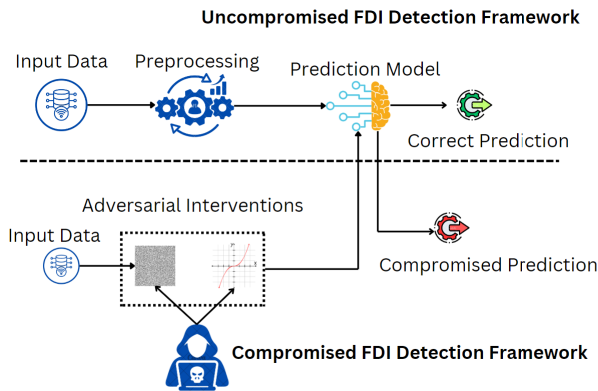 Uncompromised FDI Detection Framework
Input Data
Preprocessing
Prediction Model
Correct Prediction
Adversarial Interventions
Input Data
Compromised Prediction
Compromised FDI Detection Framework